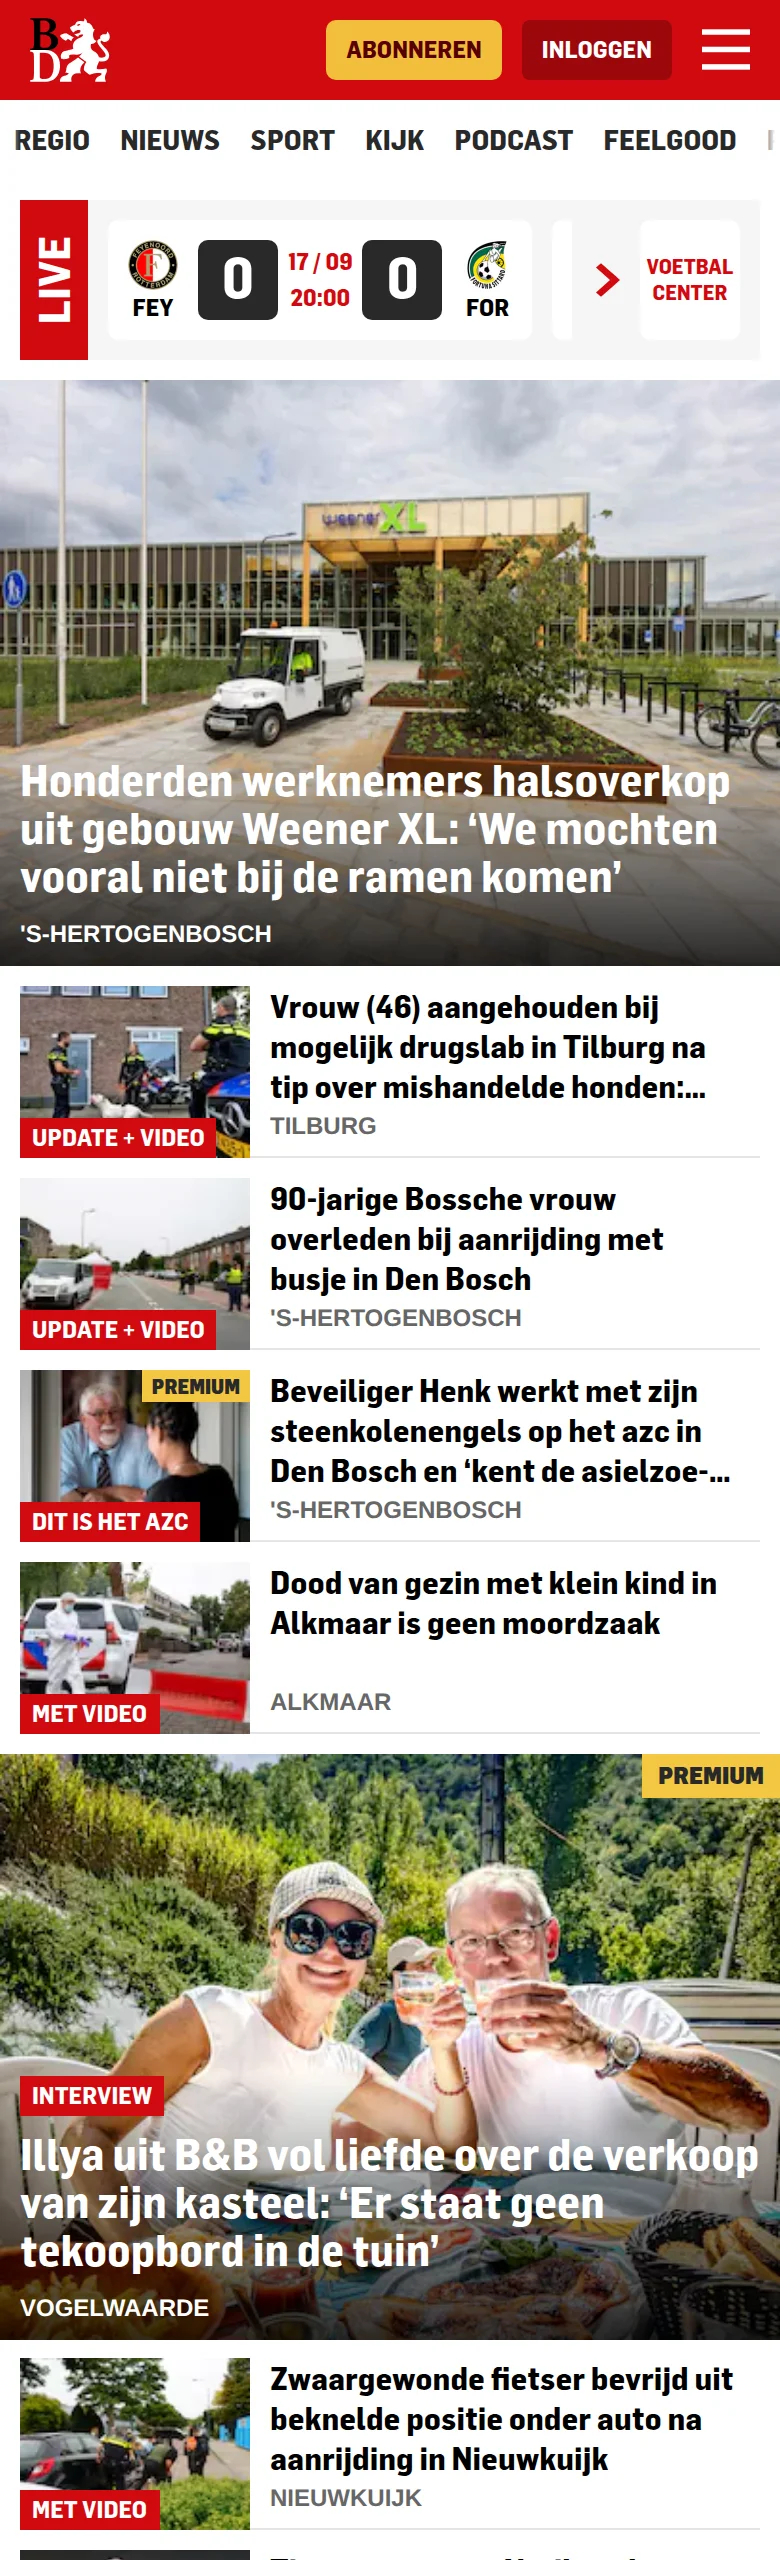 BD
ABONNEREN
INLOGGEN
REGIO NIEUWS SPORT KIJK PODCAST FEELGOOD
LIVE
FEYENOORD
ROTTERDAM
F
FEY
0
17 / 09
20:00
0
FORTUNA SITTARD
FOR
VOETBAL
CENTER
weener XL
Honderden werknemers halsoverkop
uit gebouw Weener XL: ‘We mochten
vooral niet bij de ramen komen’
'S-HERTOGENBOSCH
UPDATE + VIDEO
Vrouw (46) aangehouden bij
mogelijk drugslab in Tilburg na
tip over mishandelde honden:...
TILBURG
UPDATE + VIDEO
90-jarige Bossche vrouw
overleden bij aanrijding met
busje in Den Bosch
'S-HERTOGENBOSCH
PREMIUM
DIT IS HET AZC
Beveiliger Henk werkt met zijn
steenkolenengels op het azc in
Den Bosch en ‘kent de asielzoe-...
'S-HERTOGENBOSCH
MET VIDEO
Dood van gezin met klein kind in
Alkmaar is geen moordzaak
ALKMAAR
PREMIUM
INTERVIEW
Illya uit B&B vol liefde over de verkoop
van zijn kasteel: ‘Er staat geen
tekoopbord in de tuin’
VOGELWAARDE
MET VIDEO
Zwaargewonde fietser bevrijd uit
beknelde positie onder auto na
aanrijding in Nieuwkuijk
NIEUWKUIJK